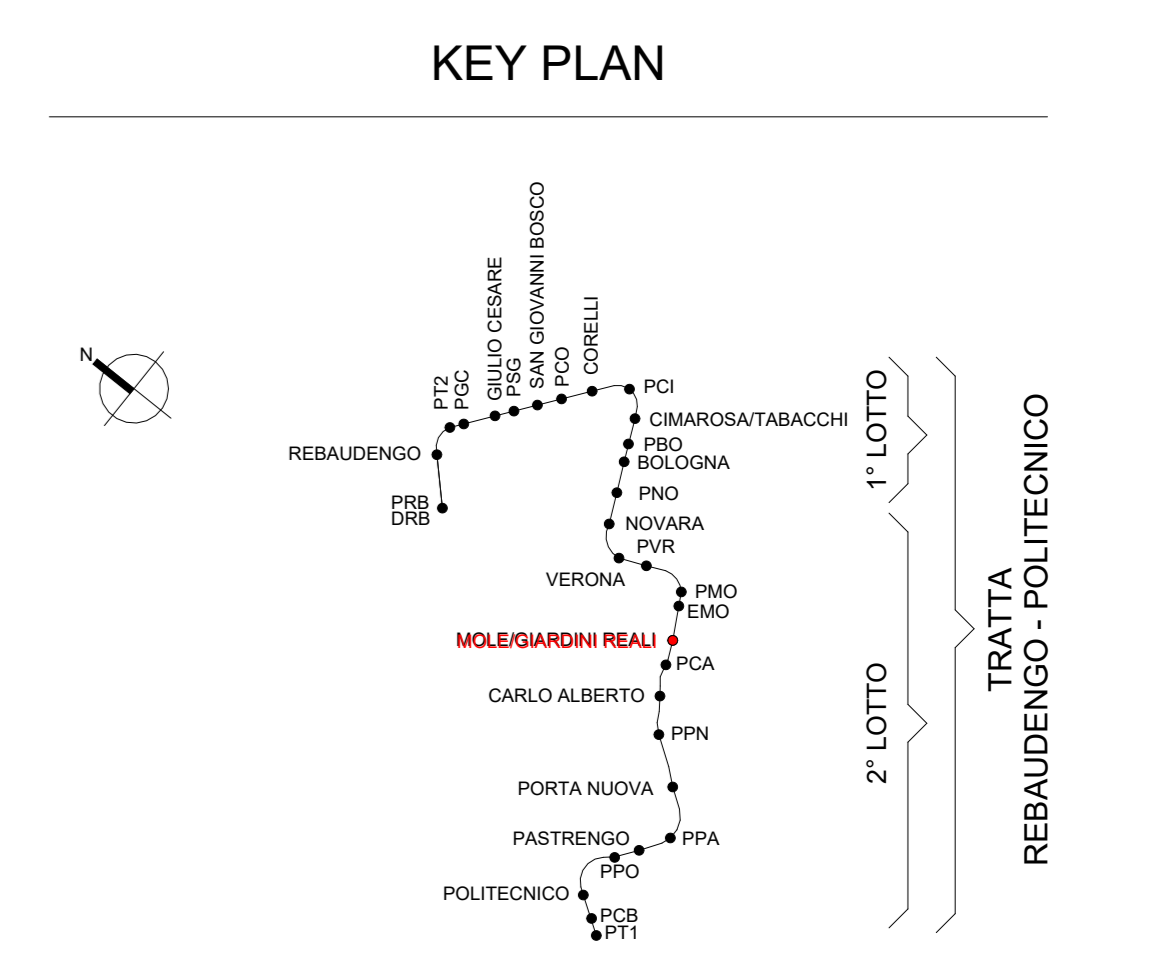 KEY PLAN
N
PT2
PGC
GIULIO CESARE
PSG
SAN GIOVANNI BOSCO
PCO
CORELLI
PCI
CIMAROSA/TABACCHI
REBAUDENGO
PBO
BOLOGNA
PRB
DRB
PNO
NOVARA
PVR
VERONA
PMO
EMO
MOLE/GIARDINI REALI
PCA
CARLO ALBERTO
PPN
PORTA NUOVA
PASTRENGO
PPA
PPO
POLITECNICO
PCB
PT1
1° LOTTO
2° LOTTO
TRATTA
REBAUDENGO - POLITECNICO